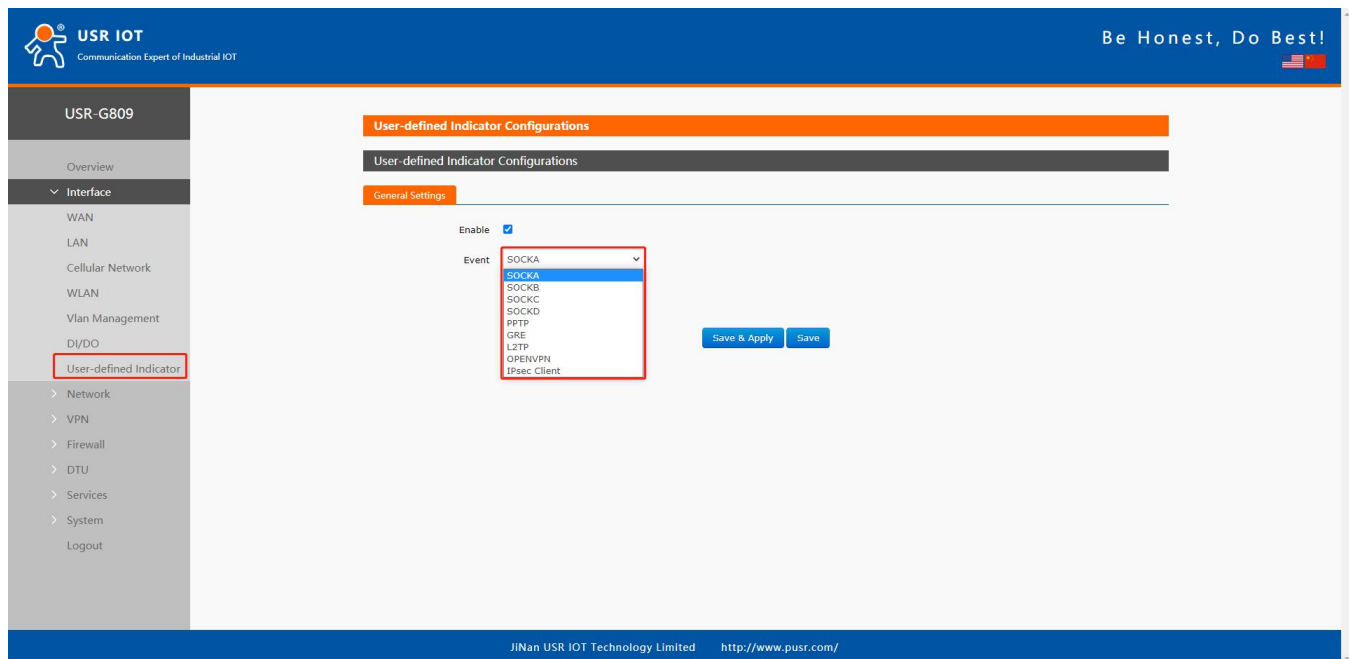 USR IOT
Communication Expert of Industrial IOT
Be Honest, Do Best!
USR-G809
Overview
Interface
WAN
LAN
Cellular Network
WLAN
Vlan Management
DI/DO
User-defined Indicator
Network
VPN
Firewall
DTU
Services
System
Logout
User-defined Indicator Configurations
User-defined Indicator Configurations
General Settings
Enable
Event SOCKA
SOCKA
SOCKB
SOCKC
SOCKD
PPTP
GRE
L2TP
OPENVPN
IPsec Client
Save & Apply Save
JiNan USR IOT Technology Limited http://www.pusr.com/